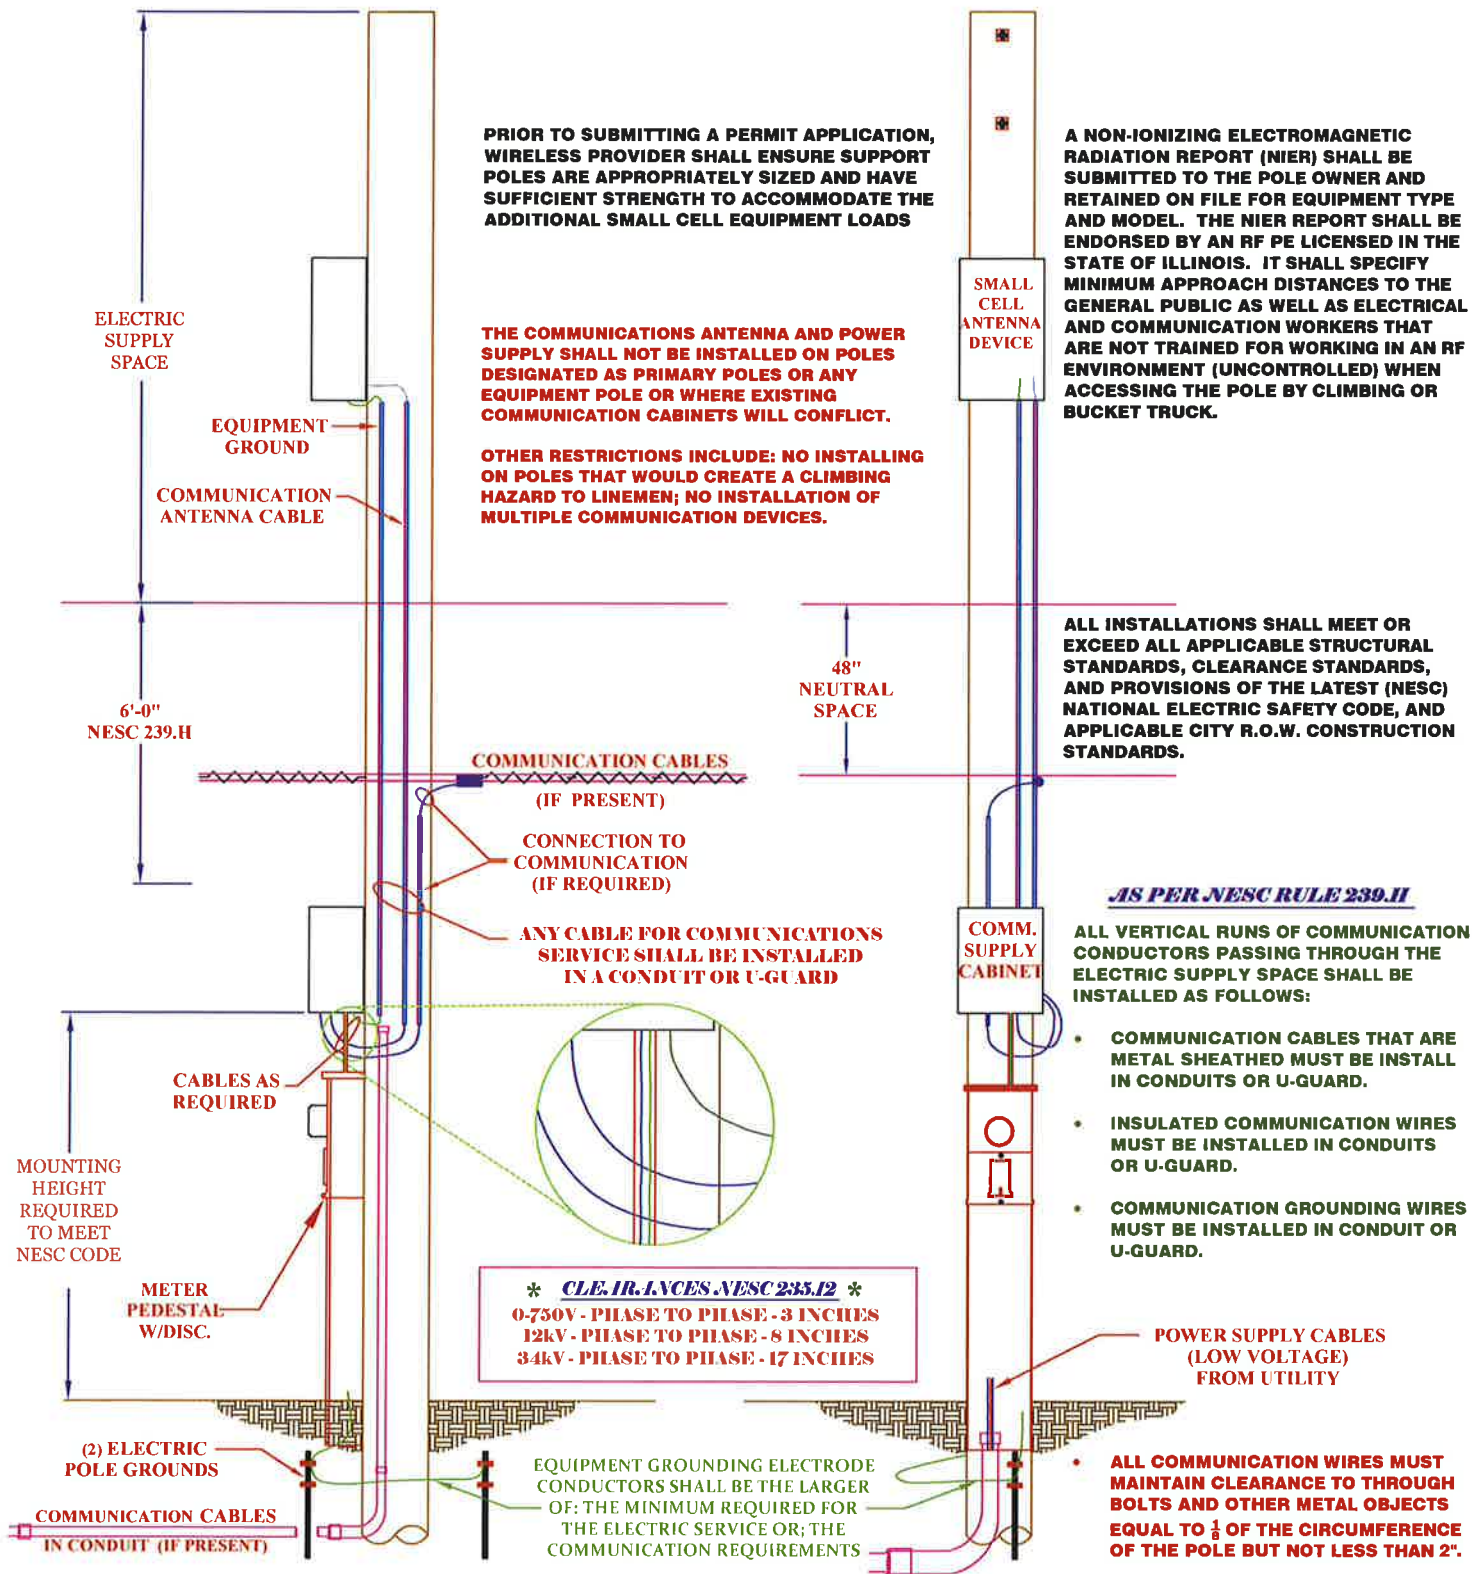 PRIOR TO SUBMITTING A PERMIT APPLICATION,
WIRELESS PROVIDER SHALL ENSURE SUPPORT
POLES ARE APPROPRIATELY SIZED AND HAVE
SUFFICIENT STRENGTH TO ACCOMMODATE THE
ADDITIONAL SMALL CELL EQUIPMENT LOADS
A NON-IONIZING ELECTROMAGNETIC
RADIATION REPORT (NIER) SHALL BE
SUBMITTED TO THE POLE OWNER AND
RETAINED ON FILE FOR EQUIPMENT TYPE
AND MODEL. THE NIER REPORT SHALL BE
ENDORSED BY AN RF PE LICENSED IN THE
STATE OF ILLINOIS. IT SHALL SPECIFY
MINIMUM APPROACH DISTANCES TO THE
GENERAL PUBLIC AS WELL AS ELECTRICAL
AND COMMUNICATION WORKERS THAT
ARE NOT TRAINED FOR WORKING IN AN RF
ENVIRONMENT (UNCONTROLLED) WHEN
ACCESSING THE POLE BY CLIMBING OR
BUCKET TRUCK.
SMALL
CELL
ANTENNA
DEVICE
ELECTRIC
SUPPLY
SPACE
THE COMMUNICATIONS ANTENNA AND POWER
SUPPLY SHALL NOT BE INSTALLED ON POLES
DESIGNATED AS PRIMARY POLES OR ANY
EQUIPMENT POLE OR WHERE EXISTING
COMMUNICATION CABINETS WILL CONFLICT.
OTHER RESTRICTIONS INCLUDE: NO INSTALLING
ON POLES THAT WOULD CREATE A CLIMBING
HAZARD TO LINEMEN; NO INSTALLATION OF
MULTIPLE COMMUNICATION DEVICES.
EQUIPMENT
GROUND
COMMUNICATION
ANTENNA CABLE
6'-0"
NESC 239.H
48"
NEUTRAL
SPACE
ALL INSTALLATIONS SHALL MEET OR
EXCEED ALL APPLICABLE STRUCTURAL
STANDARDS, CLEARANCE STANDARDS,
AND PROVISIONS OF THE LATEST (NESC)
NATIONAL ELECTRIC SAFETY CODE, AND
APPLICABLE CITY R.O.W. CONSTRUCTION
STANDARDS.
COMMUNICATION CABLES
(IF PRESENT)
CONNECTION TO
COMMUNICATION
(IF REQUIRED)
ANY CABLE FOR COMMUNICATIONS
SERVICE SHALL BE INSTALLED
IN A CONDUIT OR U-GUARD
COMM.
SUPPLY
CABINET
AS PER NESC RULE 239.H
ALL VERTICAL RUNS OF COMMUNICATION
CONDUCTORS PASSING THROUGH THE
ELECTRIC SUPPLY SPACE SHALL BE
INSTALLED AS FOLLOWS:
• COMMUNICATION CABLES THAT ARE
METAL SHEATHED MUST BE INSTALL
IN CONDUITS OR U-GUARD.
• INSULATED COMMUNICATION WIRES
MUST BE INSTALLED IN CONDUITS
OR U-GUARD.
• COMMUNICATION GROUNDING WIRES
MUST BE INSTALLED IN CONDUIT OR
U-GUARD.
CABLES AS
REQUIRED
MOUNTING
HEIGHT
REQUIRED
TO MEET
NESC CODE
METER
PEDESTAL
W/DISC.
* CLEARANCES NESC 235.12 *
0-750V - PHASE TO PHASE - 3 INCHES
12kV - PHASE TO PHASE - 8 INCHES
34kV - PHASE TO PHASE - 17 INCHES
POWER SUPPLY CABLES
(LOW VOLTAGE)
FROM UTILITY
(2) ELECTRIC
POLE GROUNDS
COMMUNICATION CABLES
IN CONDUIT (IF PRESENT)
EQUIPMENT GROUNDING ELECTRODE
CONDUCTORS SHALL BE THE LARGER
OF: THE MINIMUM REQUIRED FOR
THE ELECTRIC SERVICE OR; THE
COMMUNICATION REQUIREMENTS
• ALL COMMUNICATION WIRES MUST
MAINTAIN CLEARANCE TO THROUGH
BOLTS AND OTHER METAL OBJECTS
EQUAL TO 1/8 OF THE CIRCUMFERENCE
OF THE POLE BUT NOT LESS THAN 2".